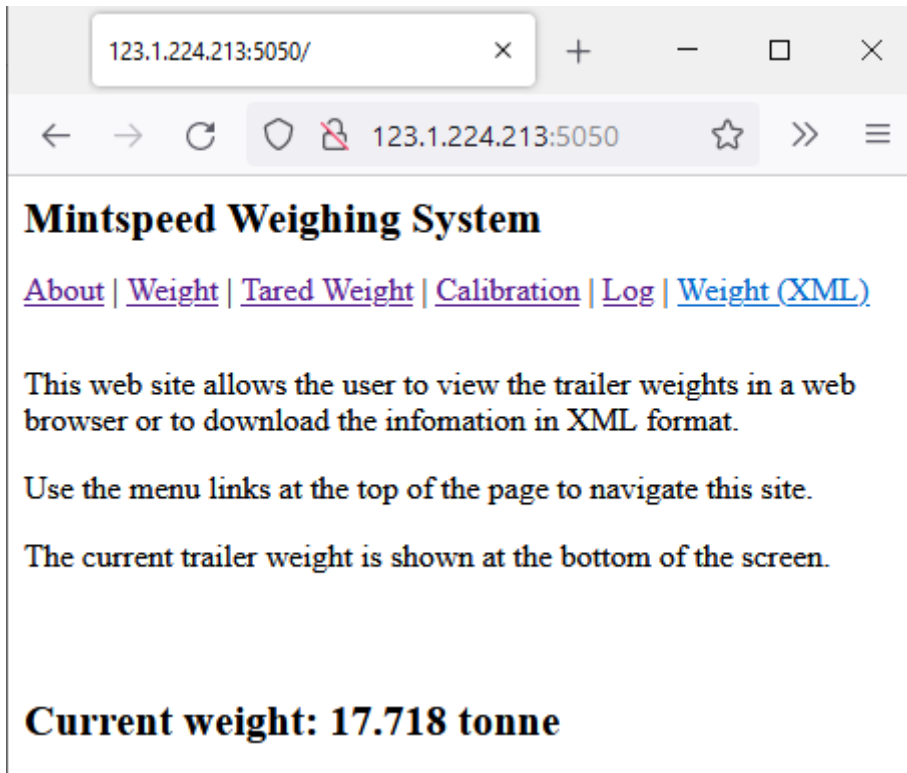 123.1.224.213:5050/
123.1.224.213:5050
Mintspeed Weighing System
About | Weight | Tared Weight | Calibration | Log | Weight (XML)
This web site allows the user to view the trailer weights in a web
browser or to download the infomation in XML format.
Use the menu links at the top of the page to navigate this site.
The current trailer weight is shown at the bottom of the screen.
Current weight: 17.718 tonne